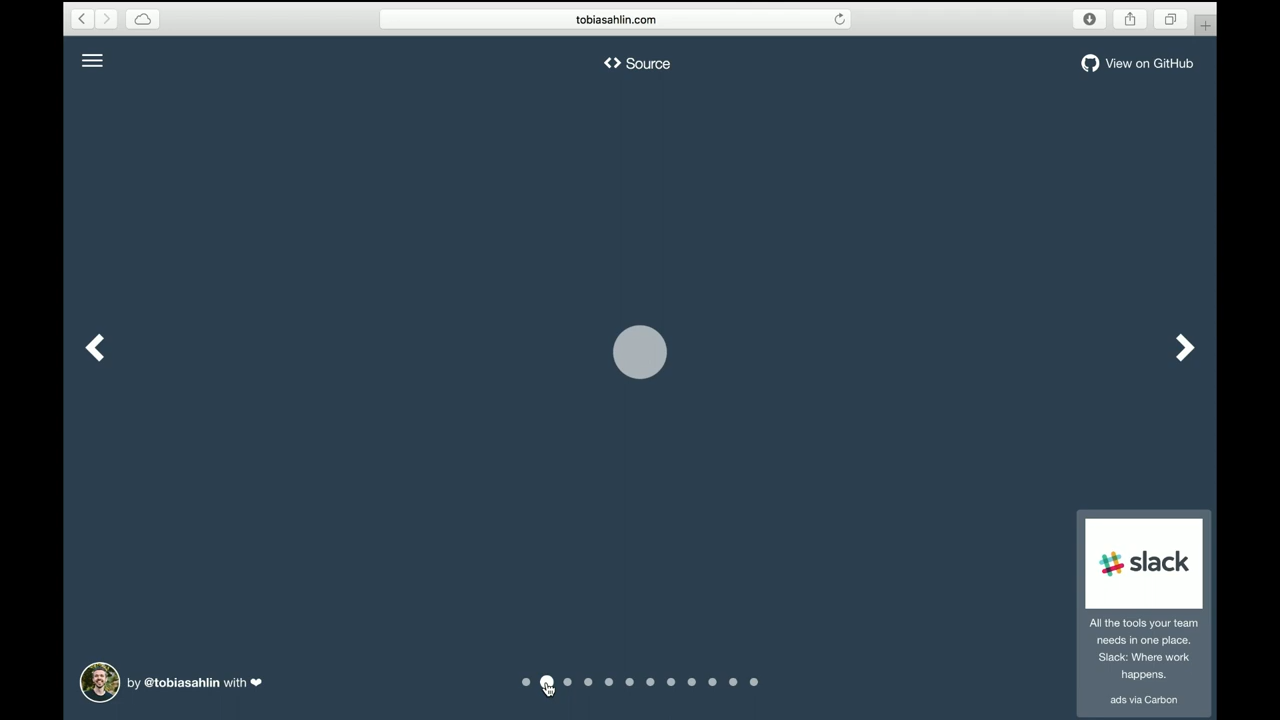 tobiasahlin.com
<> Source
View on GitHub
slack
All the tools your team
needs in one place.
Slack: Where work
happens.
ads via Carbon
by @tobiasahlin with ❤